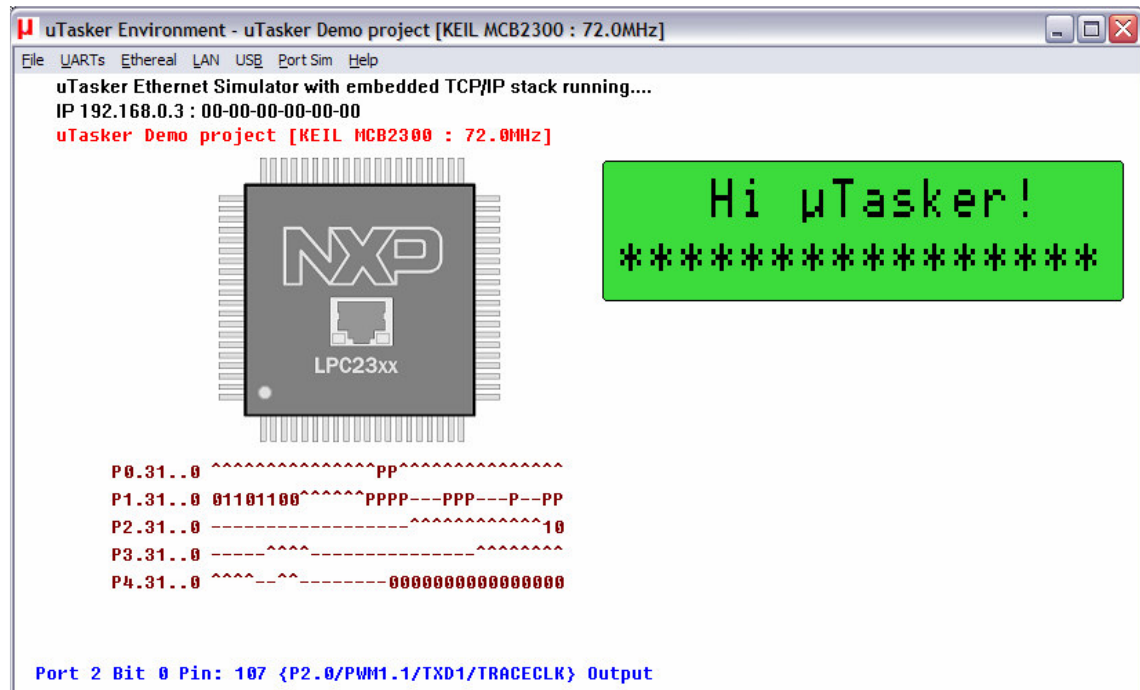 μ uTasker Environment - uTasker Demo project [KEIL MCB2300 : 72.0MHz]
File UARTs Ethereal LAN USB Port Sim Help
uTasker Ethernet Simulator with embedded TCP/IP stack running....
IP 192.168.0.3 : 00-00-00-00-00-00
uTasker Demo project [KEIL MCB2300 : 72.0MHz]
Hi μTasker!
****************
NXP
LPC23xx
P0.31..0 ^^^^^^^^^^^^^^^PP^^^^^^^^^^^^^^^
P1.31..0 01101100^^^^^^PPPP---PPP---P--PP
P2.31..0 ------------------^^^^^^^^^^^^10
P3.31..0 -----^^^^---------------^^^^^^^^
P4.31..0 ^^^^--^^--------0000000000000000
Port 2 Bit 0 Pin: 107 {P2.0/PWM1.1/TXD1/TRACECLK} Output